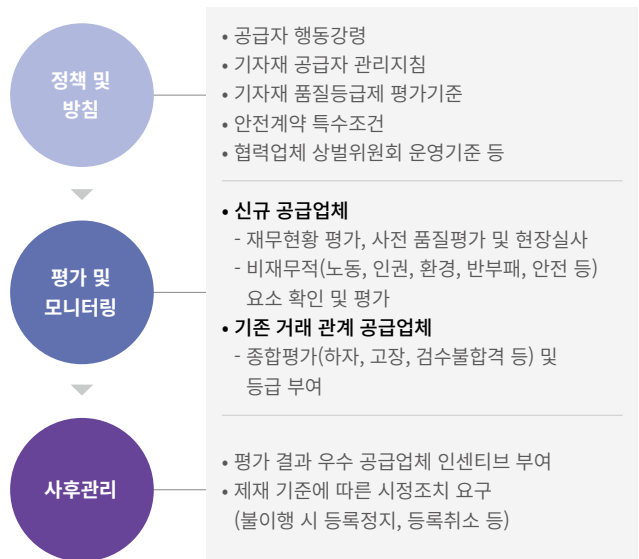 정책 및
방침
• 공급자 행동강령
• 기자재 공급자 관리지침
• 기자재 품질등급제 평가기준
• 안전계약 특수조건
• 협력업체 상벌위원회 운영기준 등
평가 및
모니터링
• 신규 공급업체
- 재무현황 평가, 사전 품질평가 및 현장실사
- 비재무적(노동, 인권, 환경, 반부패, 안전 등)
요소 확인 및 평가
• 기존 거래 관계 공급업체
- 종합평가(하자, 고장, 검수불합격 등) 및
등급 부여
사후관리
• 평가 결과 우수 공급업체 인센티브 부여
• 제재 기준에 따른 시정조치 요구
(불이행 시 등록정지, 등록취소 등)